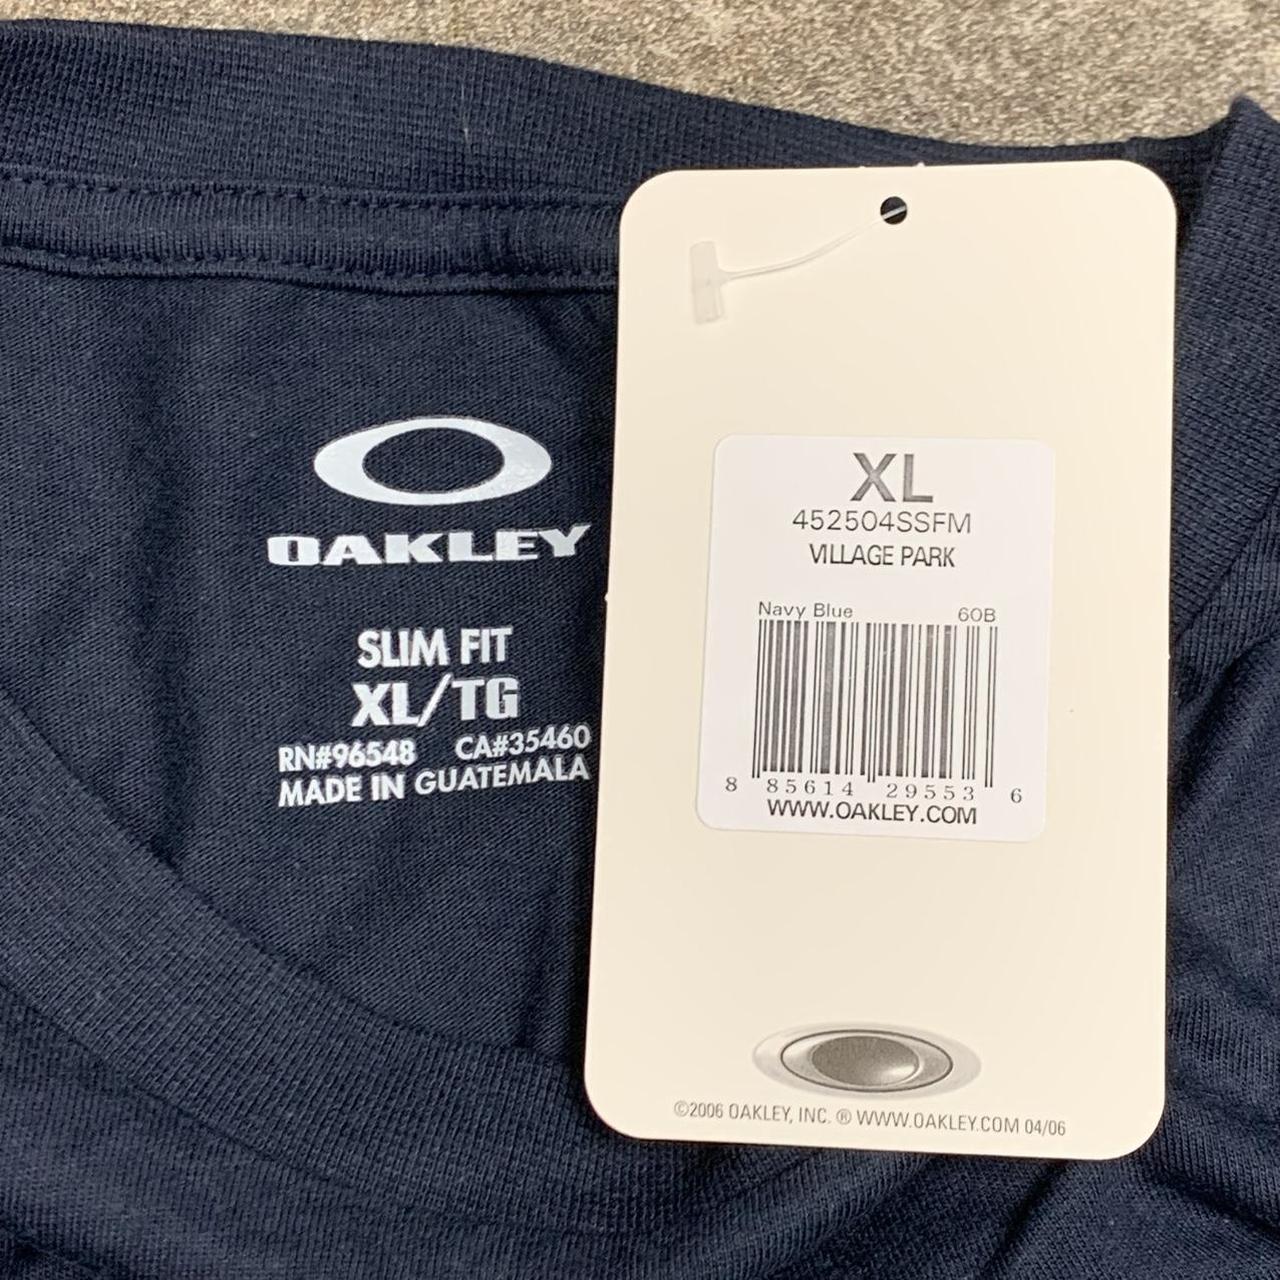 OAKLEY
SLIM FIT
XL/TG
RN#96548 CA#35460
MADE IN GUATEMALA
XL
452504SSFM
VILLAGE PARK
Navy Blue 60B
8 85614 29553 6
WWW.OAKLEY.COM
©2006 OAKLEY, INC. ® WWW.OAKLEY.COM 04/06